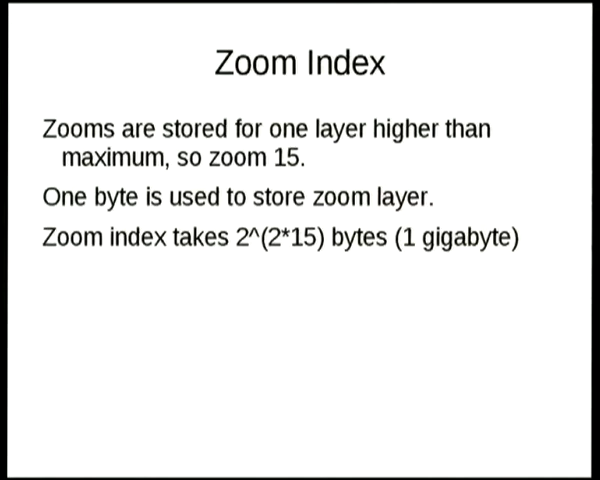 Zoom Index
Zooms are stored for one layer higher than
maximum, so zoom 15.
One byte is used to store zoom layer.
Zoom index takes 2^(2*15) bytes (1 gigabyte)